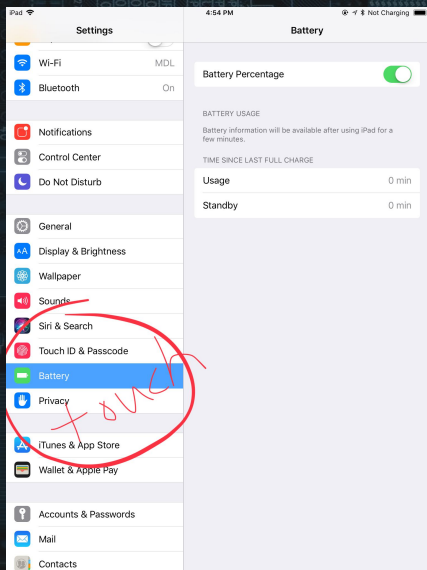 iPad 4:54 PM Not Charging
Settings
Battery
Wi-Fi MDL
Bluetooth On
Notifications
Control Center
Do Not Disturb
General
Display & Brightness
AA
Wallpaper
Sounds
Siri & Search
Touch ID & Passcode
Battery
Privacy
touch
iTunes & App Store
Wallet & Apple Pay
Accounts & Passwords
Mail
Contacts
Battery Percentage
BATTERY USAGE
Battery information will be available after using iPad for a
few minutes.
TIME SINCE LAST FULL CHARGE
Usage 0 min
Standby 0 min